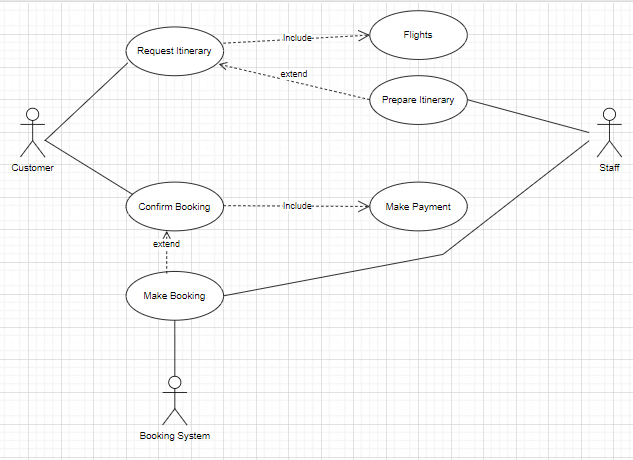 Request Itinerary
Include
Flights
extend
Prepare Itinerary
Customer
Staff
Confirm Booking
Include
Make Payment
extend
Make Booking
Booking System